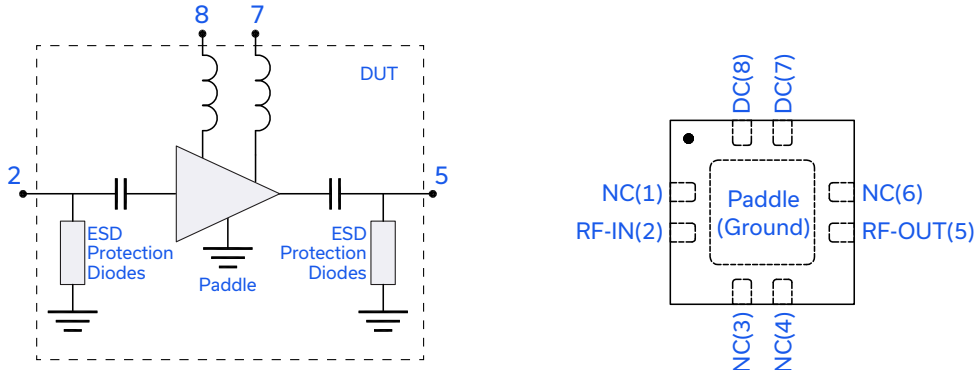 8
7
DUT
2
5
ESD
Protection
Diodes
ESD
Protection
Diodes
Paddle
DC(8)
DC(7)
NC(1)
RF-IN(2)
Paddle
(Ground)
NC(6)
RF-OUT(5)
NC(3)
NC(4)